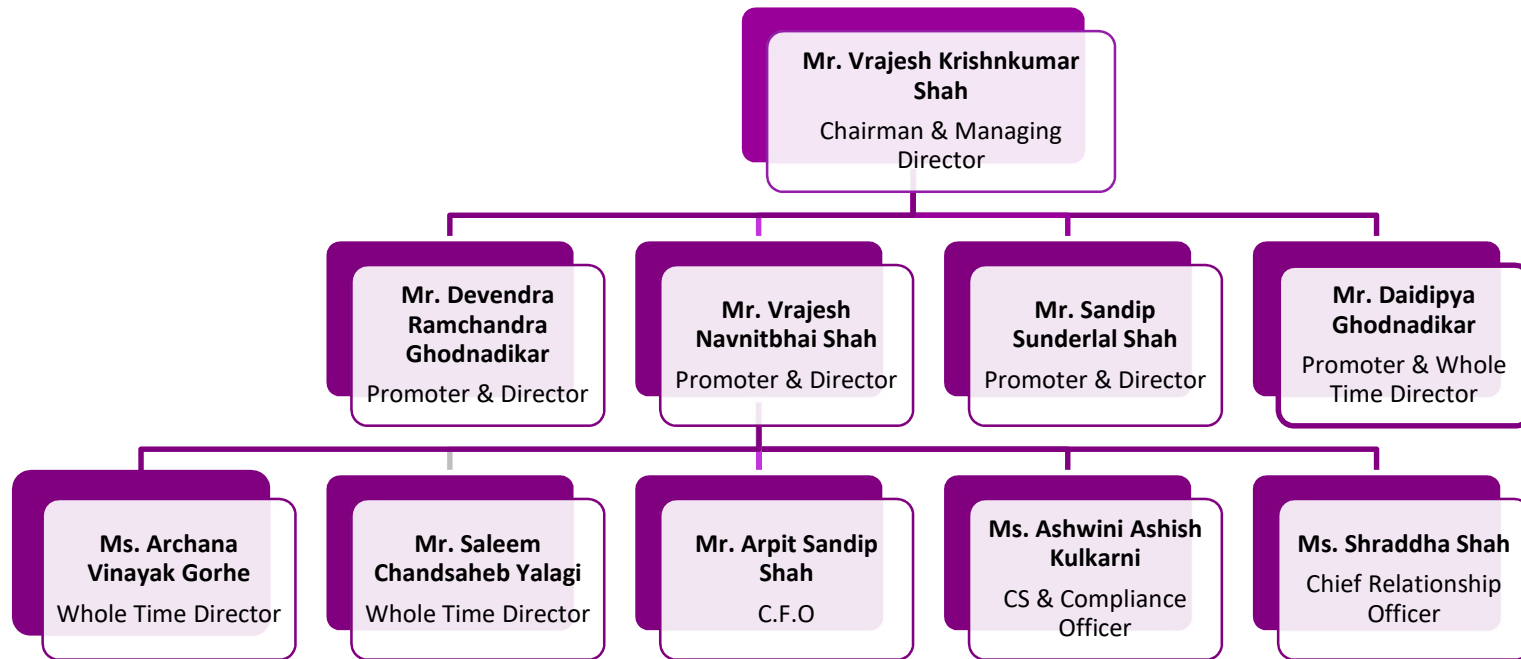 Mr. Vrajesh Krishnkumar
Shah
Chairman & Managing
Director
Mr. Devendra
Ramchandra
Ghodnadikar
Promoter & Director
Mr. Vrajesh
Navnitbhai Shah
Promoter & Director
Mr. Sandip
Sunderlal Shah
Promoter & Director
Mr. Daidipya
Ghodnadikar
Promoter & Whole
Time Director
Ms. Archana
Vinayak Gorhe
Whole Time Director
Mr. Saleem
Chandsaheb Yalagi
Whole Time Director
Mr. Arpit Sandip
Shah
C.F.O
Ms. Ashwini Ashish
Kulkarni
CS & Compliance
Officer
Ms. Shraddha Shah
Chief Relationship
Officer